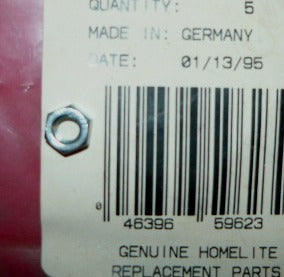 QUANTITY: 5
MADE IN: GERMANY
DATE: 01/13/95
0 46396 59623
GENUINE HOMELITE
REPLACEMENT PARTS